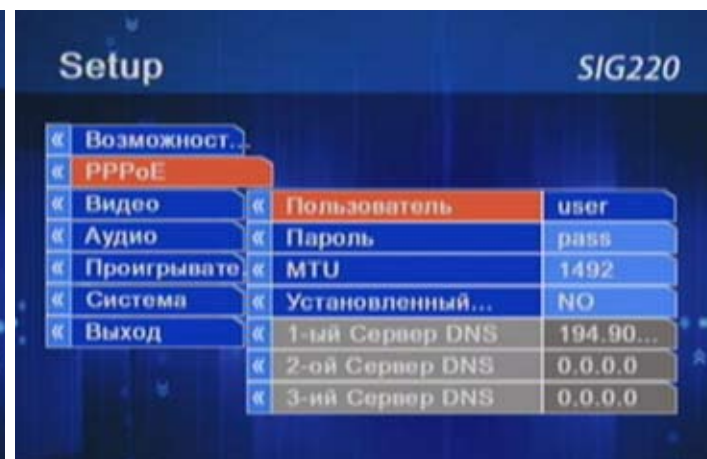 Setup
SIG220
« Возможност...
« PPPoE
« Видео
« Аудио
« Проигрывате
« Система
« Выход
« Пользователь user
« Пароль pass
« MTU 1492
« Установленный... NO
« 1-ый Сервер DNS 194.90...
« 2-ой Сервер DNS 0.0.0.0
« 3-ий Сервер DNS 0.0.0.0